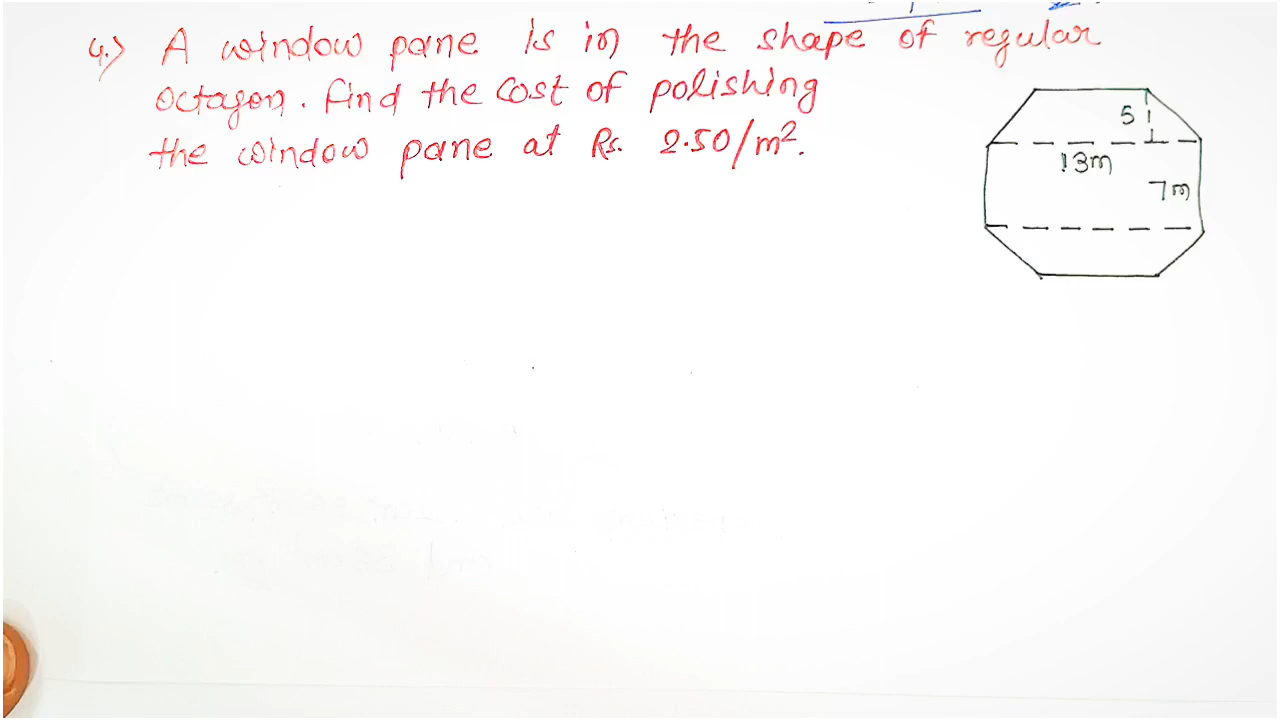 4.) A window pane is in the shape of regular
octagon. Find the cost of polishing
the window pane at Rs. 2.50/m².
5
13m
7m